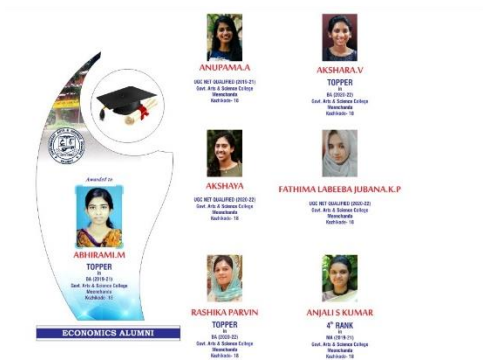 ANUPAMA.A
UGC NET QUALIFIED (2019-21)
Govt. Arts & Science College
Meenchanda
Kozhikode- 18
AKSHARA.V
TOPPER
in
BA (2020-22)
Govt. Arts & Science College
Meenchanda
Kozhikode- 18
AKSHAYA
UGC NET QUALIFIED (2020-22)
Govt. Arts & Science College
Meenchanda
Kozhikode- 18
FATHIMA LABEEBA JUBANA.K.P
UGC NET QUALIFIED (2020-22)
Govt. Arts & Science College
Meenchanda
Kozhikode- 18
Awarded to
ABHIRAMI.M
TOPPER
in
BA (2018-21)
Govt. Arts & Science College
Meenchanda
Kozhikode- 18
ECONOMICS ALUMNI
RASHIKA PARVIN
TOPPER
in
BA (2020-22)
Govt. Arts & Science College
Meenchanda
Kozhikode- 18
ANJALI S KUMAR
4th RANK
in
MA (2019-21)
Govt. Arts & Science College
Meenchanda
Kozhikode- 18